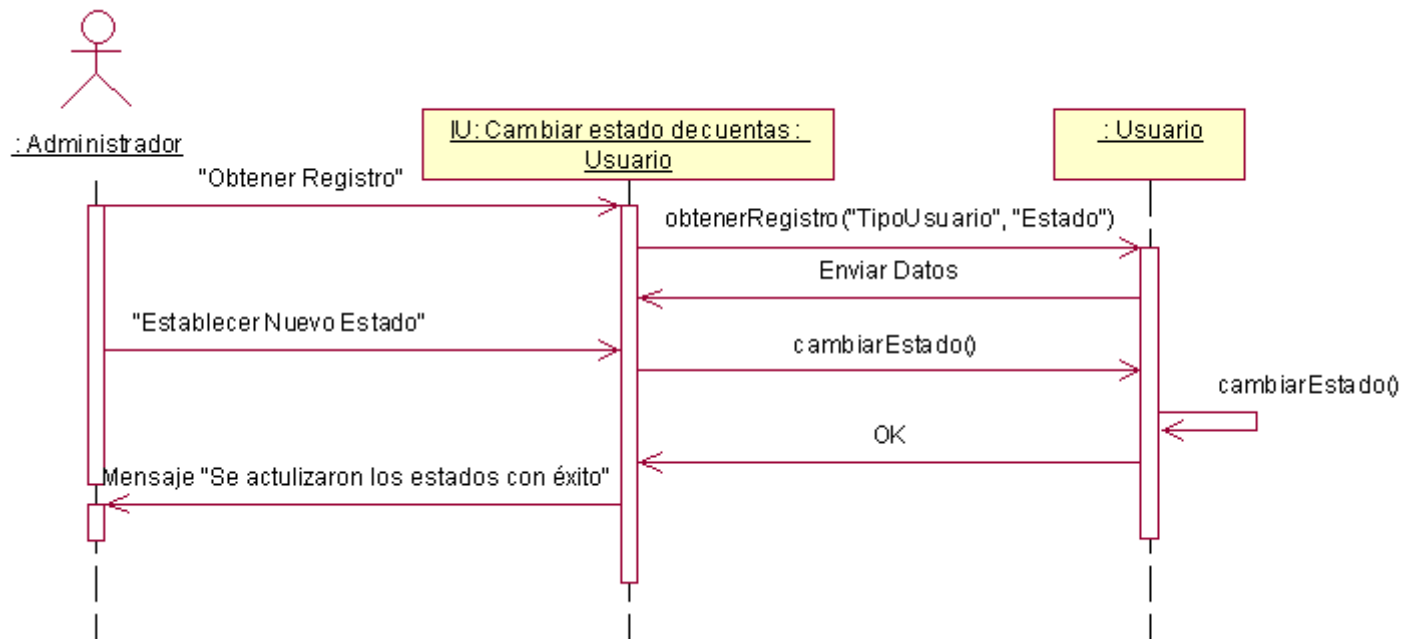 : Administrador
IU: Cambiar estado de cuentas :
Usuario
: Usuario
"Obtener Registro"
obtenerRegistro("TipoUsuario", "Estado")
Enviar Datos
"Establecer Nuevo Estado"
cambiarEstado()
cambiarEstado()
OK
Mensaje "Se actulizaron los estados con éxito"